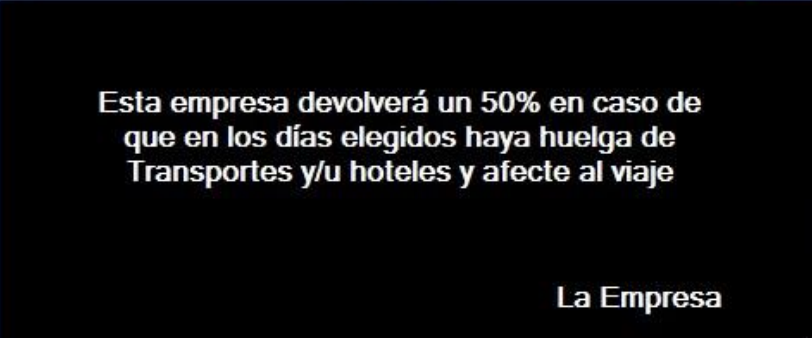 Esta empresa devolverá un 50% en caso de
que en los días elegidos haya huelga de
Transportes y/u hoteles y afecte al viaje
La Empresa